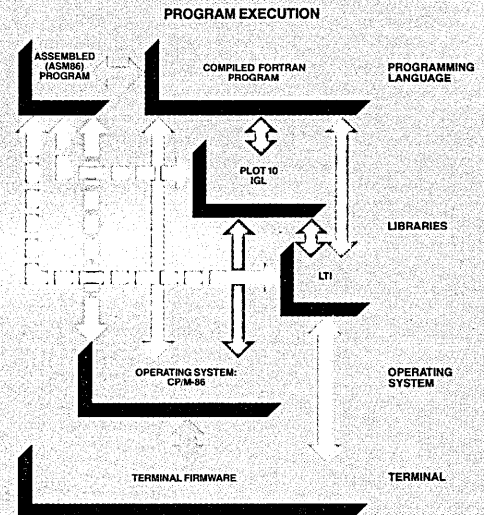 PROGRAM EXECUTION
ASSEMBLED
(ASM86)
PROGRAM
COMPILED FORTRAN
PROGRAM
PROGRAMMING
LANGUAGE
PLOT 10
IGL
LIBRARIES
LTI
OPERATING SYSTEM:
CP/M-86
OPERATING
SYSTEM
TERMINAL FIRMWARE
TERMINAL